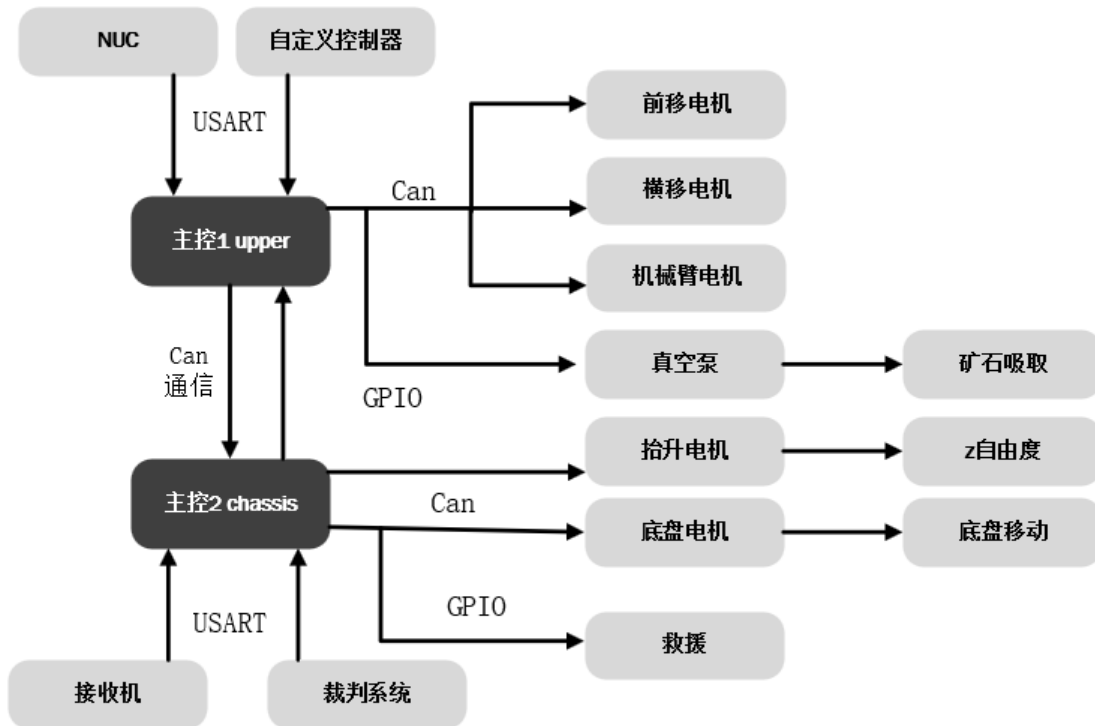 NUC
自定义控制器
USART
前移电机
Can
横移电机
主控1 upper
机械臂电机
Can
通信
GPIO
真空泵
矿石吸取
抬升电机
z自由度
主控2 chassis
Can
底盘电机
底盘移动
GPIO
USART
救援
接收机
裁判系统